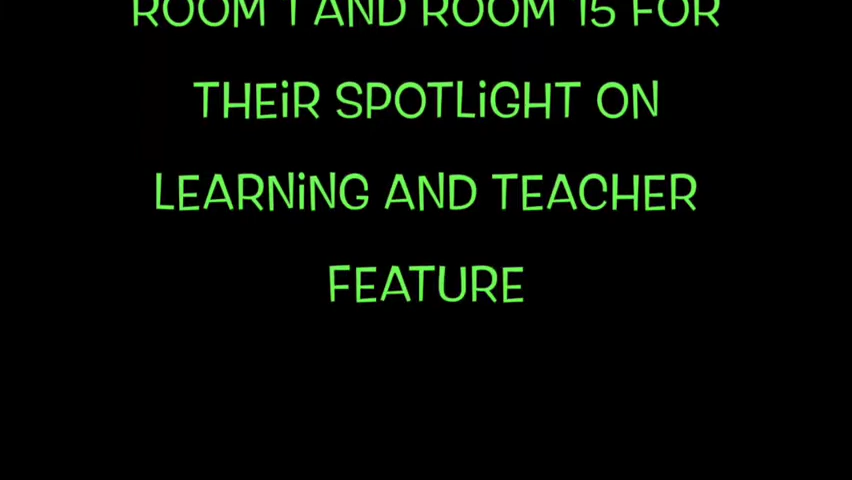 ROOM 1 AND ROOM 15 FOR
THEiR SPOTLiGHT ON
LEARNiNG AND TEACHER
FEATURE